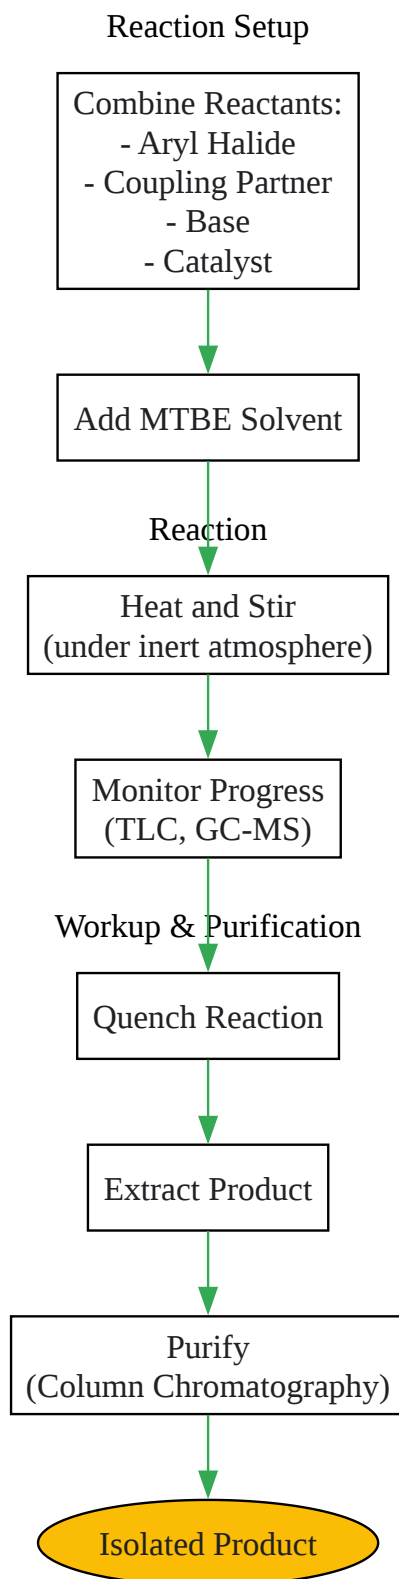 Reaction Setup
Combine Reactants:
- Aryl Halide
- Coupling Partner
- Base
- Catalyst
Add MTBE Solvent
Reaction
Heat and Stir
(under inert atmosphere)
Monitor Progress
(TLC, GC-MS)
Workup & Purification
Quench Reaction
Extract Product
Purify
(Column Chromatography)
Isolated Product